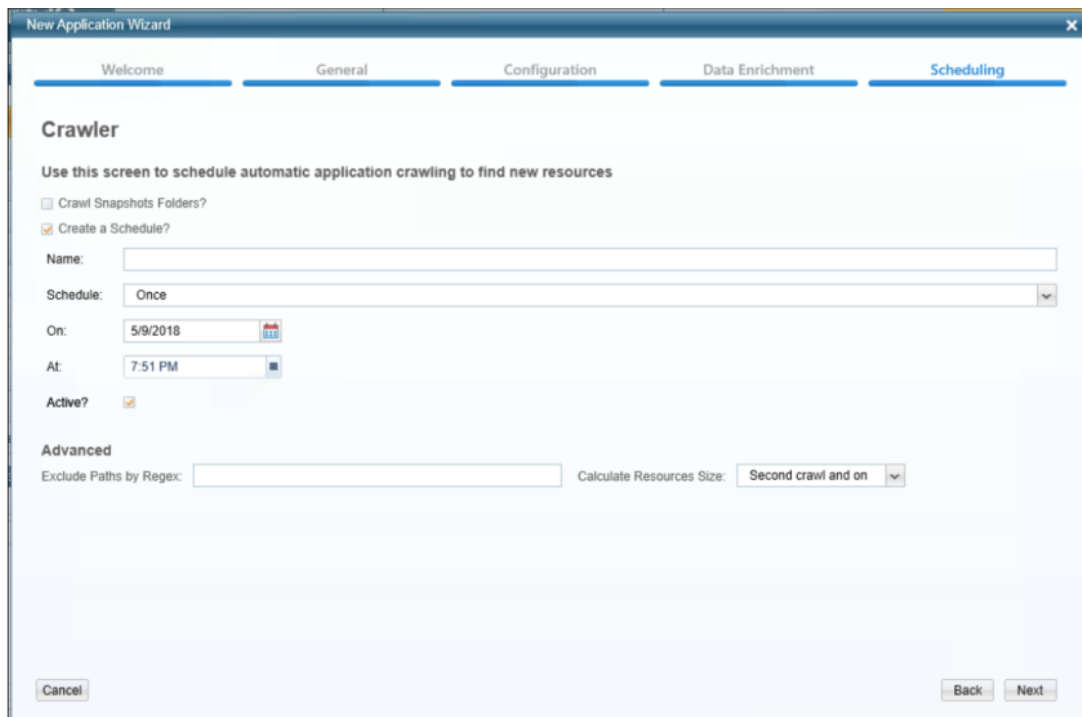 New Application Wizard
Welcome General Configuration Data Enrichment Scheduling
Crawler
Use this screen to schedule automatic application crawling to find new resources
Crawl Snapshots Folders?
Create a Schedule?
Name:
Schedule: Once
On: 5/9/2018
At: 7:51 PM
Active?
Advanced
Exclude Paths by Regex: Calculate Resources Size: Second crawl and on
Cancel Back Next